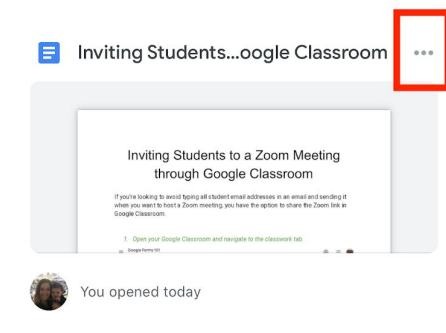 Inviting Students...oogle Classroom
Inviting Students to a Zoom Meeting
through Google Classroom
If you're looking to avoid typing all student email addresses in an email and sending it
when you want to host a Zoom meeting, you have the option to share the Zoom link in
Google Classroom.
1. Open your Google Classroom and navigate to the classwork tab.
Google Forms 101
You opened today